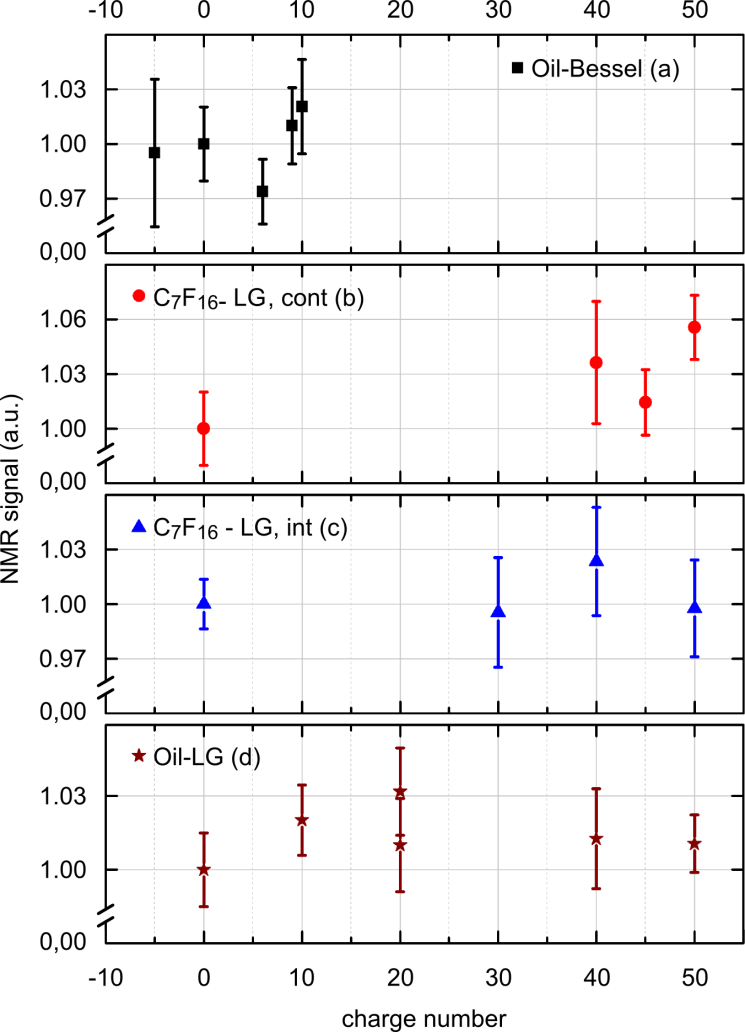 -10 0 10 20 30 40 50
Oil-Bessel (a)
1.03
1.00
0.97
0,00
C7F16- LG, cont (b)
1.06
1.03
1.00
0,00
NMR signal (a.u.)
C7F16 - LG, int (c)
1.03
1.00
0.97
0,00
Oil-LG (d)
1.03
1.00
0,00
-10 0 10 20 30 40 50
charge number